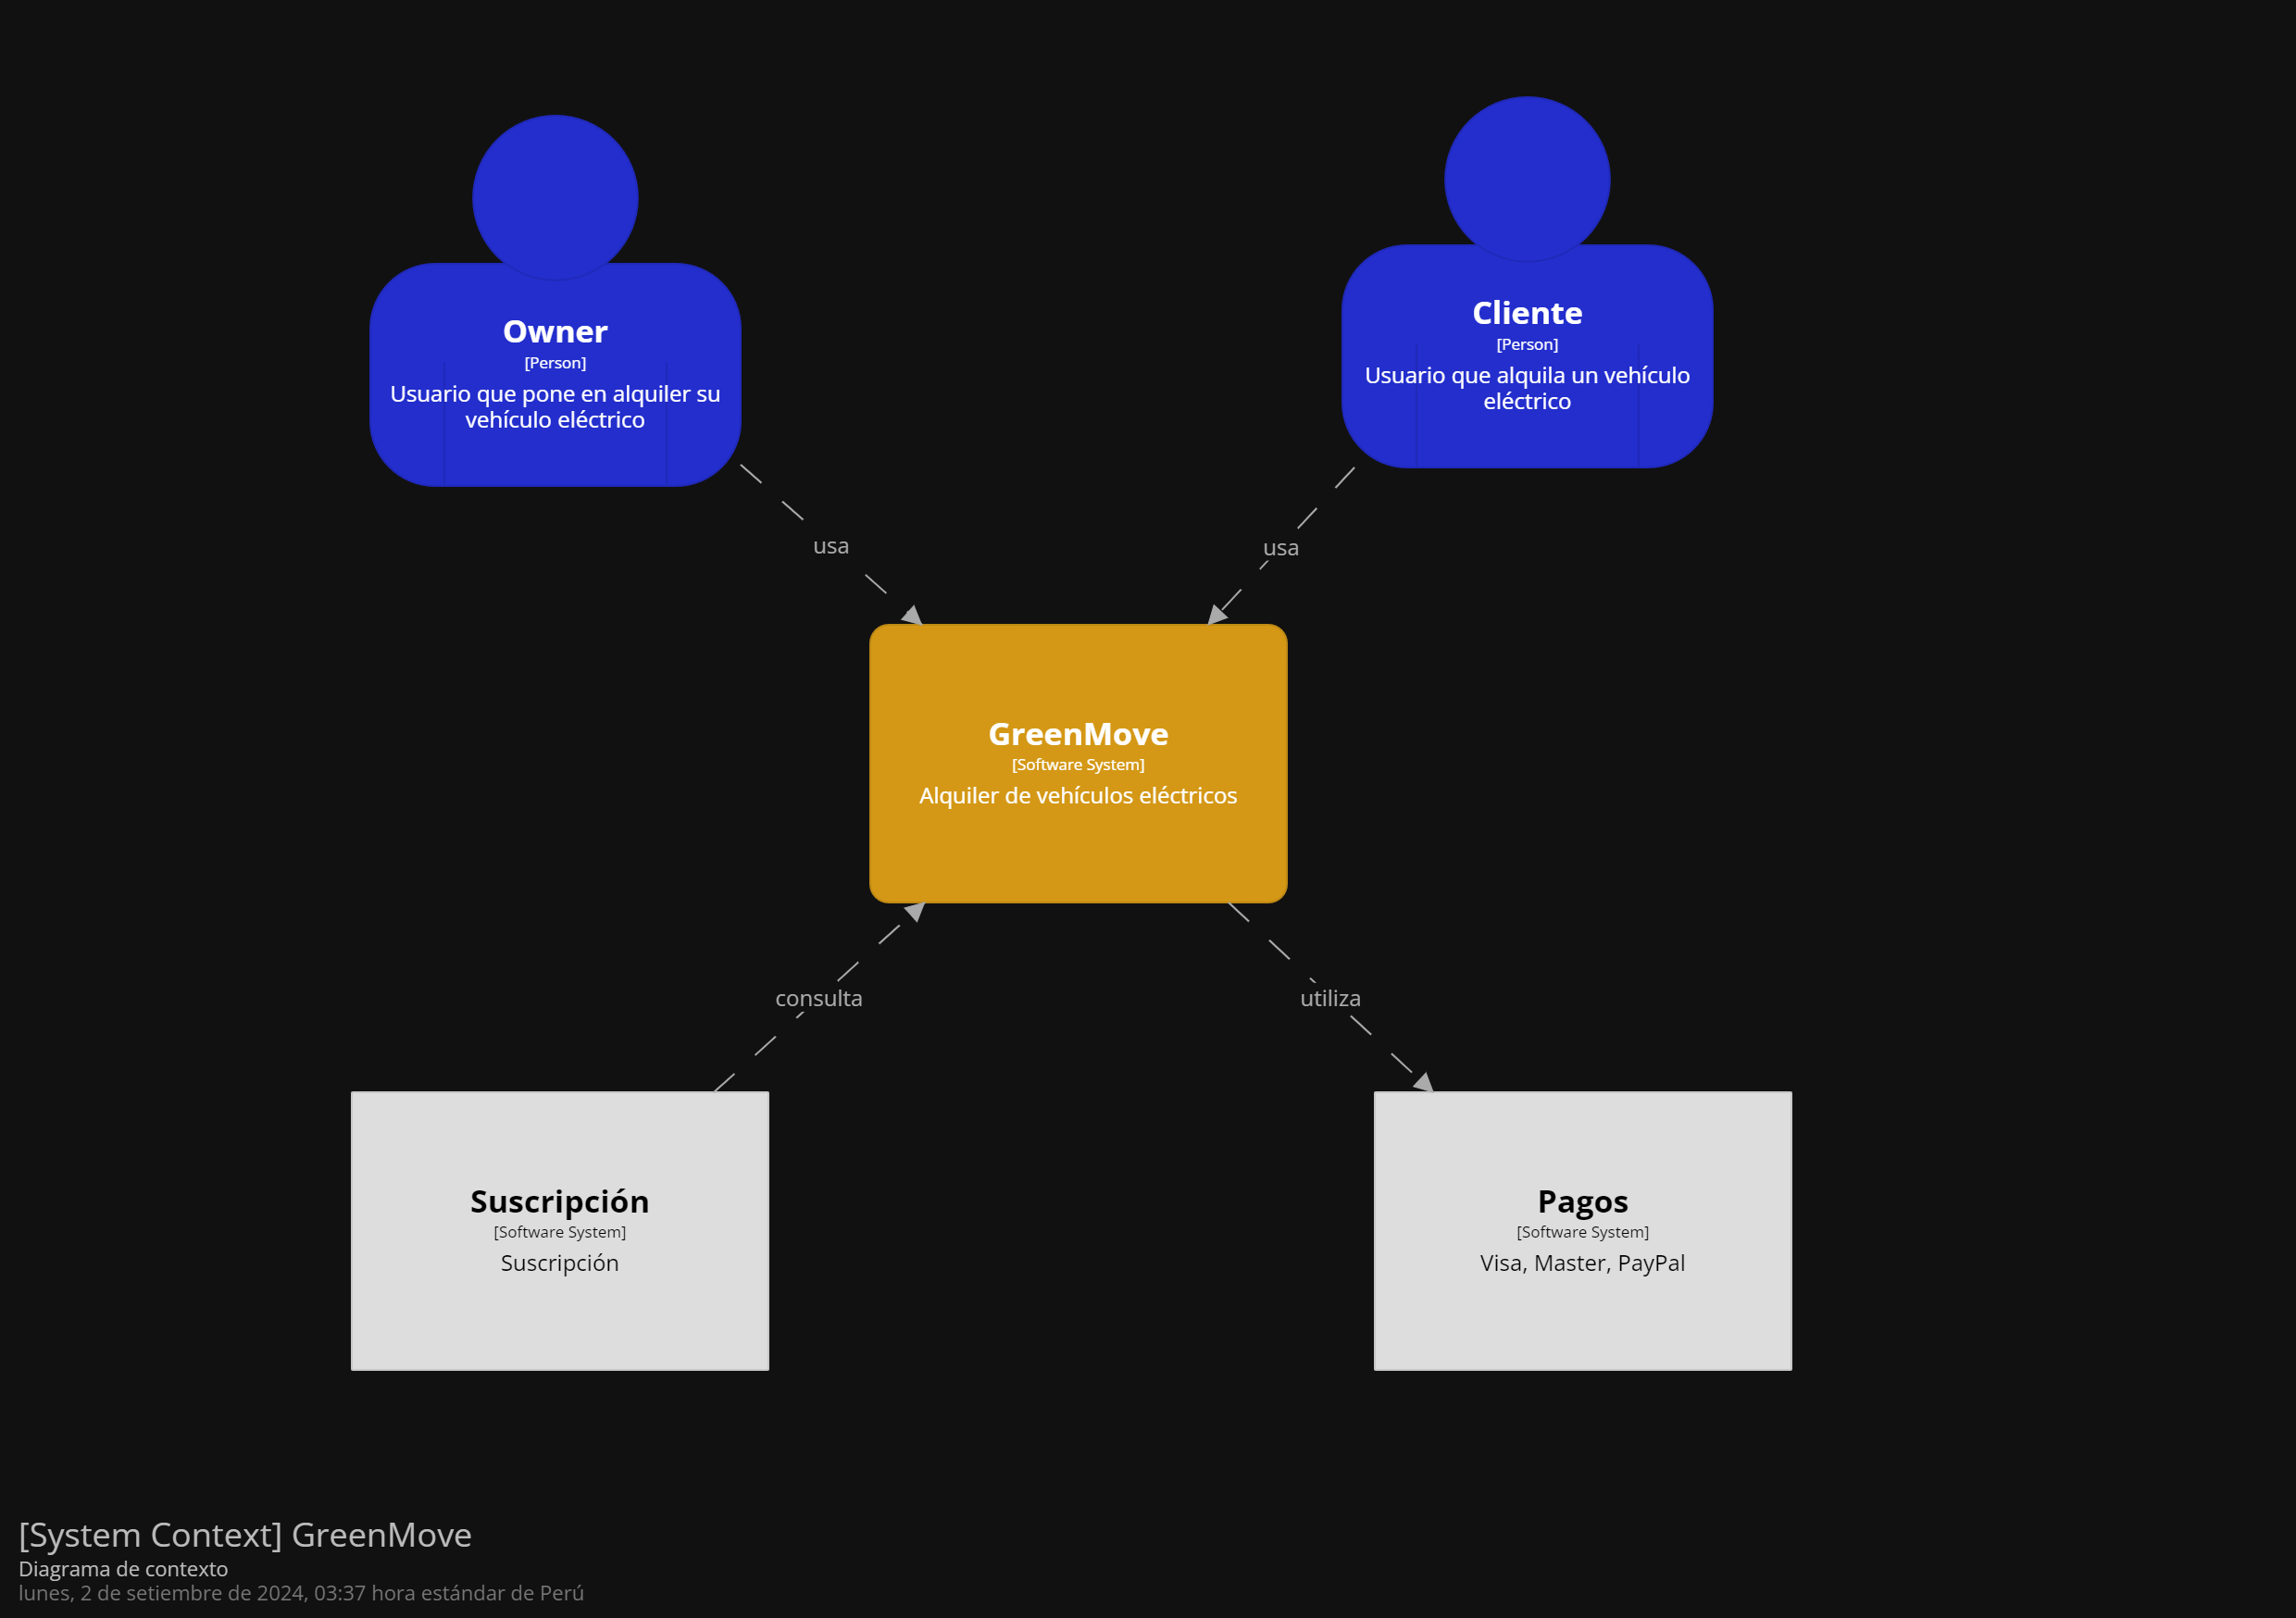 Owner
[Person]
Usuario que pone en alquiler su
vehículo eléctrico
Cliente
[Person]
Usuario que alquila un vehículo
eléctrico
usa
usa
GreenMove
[Software System]
Alquiler de vehículos eléctricos
consulta
utiliza
Suscripción
[Software System]
Suscripción
Pagos
[Software System]
Visa, Master, PayPal
[System Context] GreenMove
Diagrama de contexto
lunes, 2 de setiembre de 2024, 03:37 hora estándar de Perú